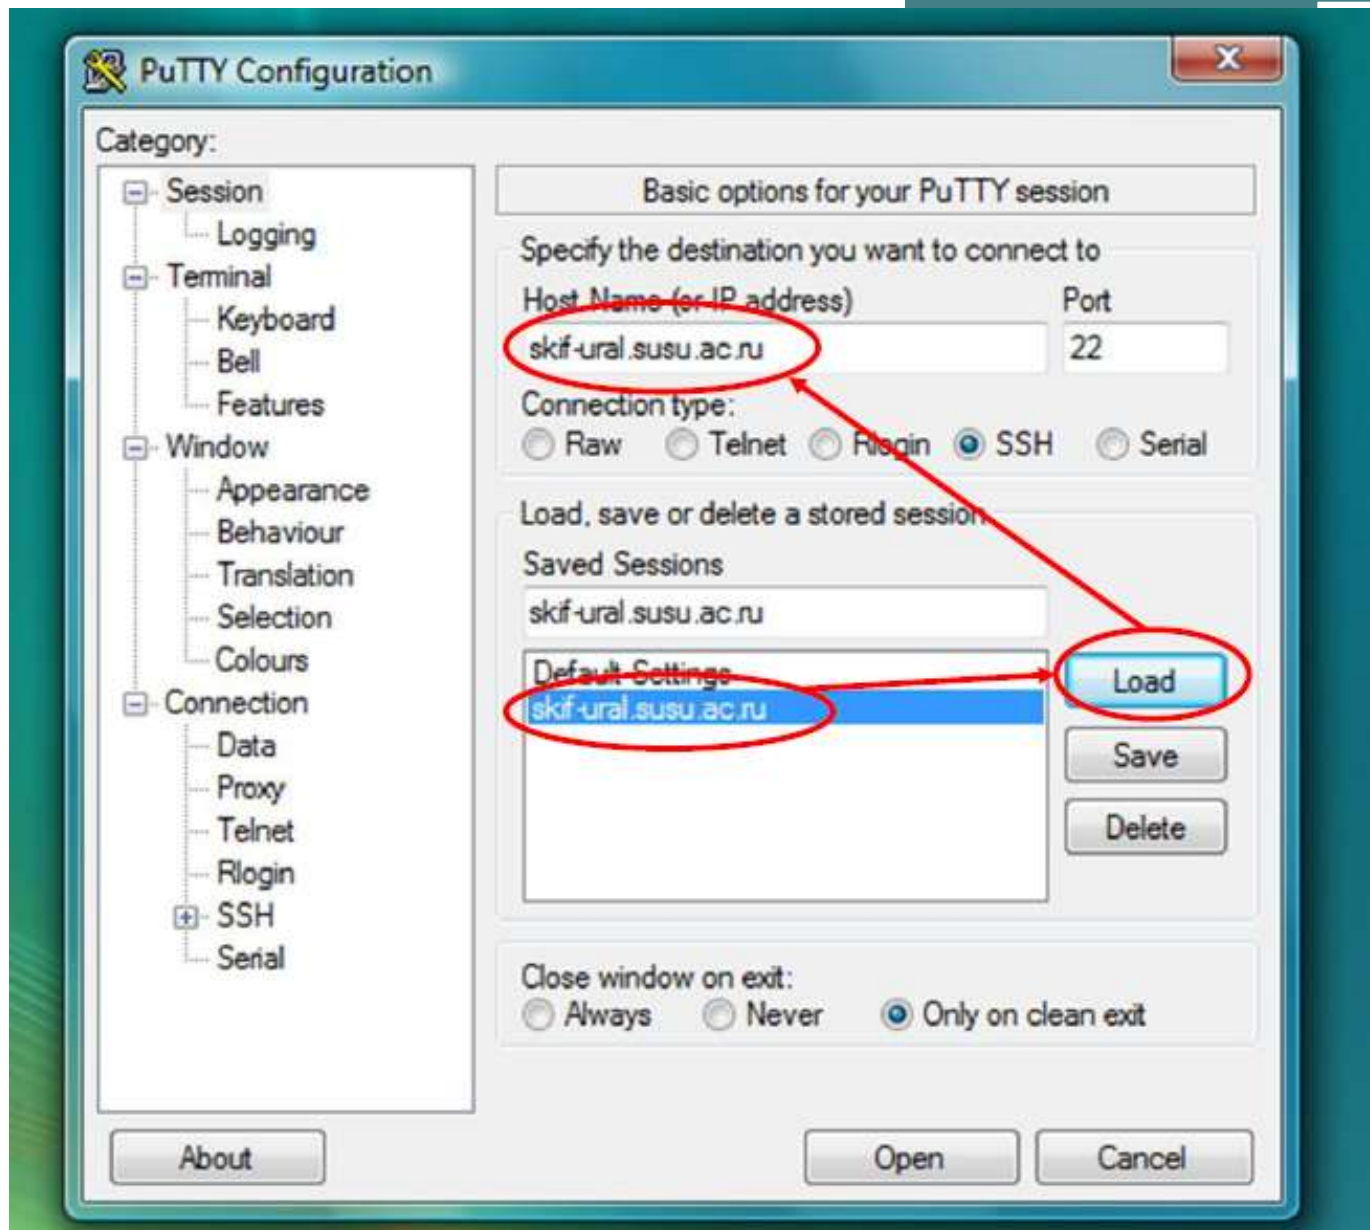 PuTTY Configuration
Category:
Session
Logging
Terminal
Keyboard
Bell
Features
Window
Appearance
Behaviour
Translation
Selection
Colours
Connection
Data
Proxy
Telnet
Rlogin
SSH
Serial
Basic options for your PuTTY session
Specify the destination you want to connect to
Host Name (or IP address) Port
skif-ural.susu.ac.ru 22
Connection type:
Raw Telnet Rlogin SSH Serial
Load, save or delete a stored session
Saved Sessions
skif-ural.susu.ac.ru
Default Settings
skif-ural.susu.ac.ru
Load
Save
Delete
Close window on exit:
Always Never Only on clean exit
About Open Cancel